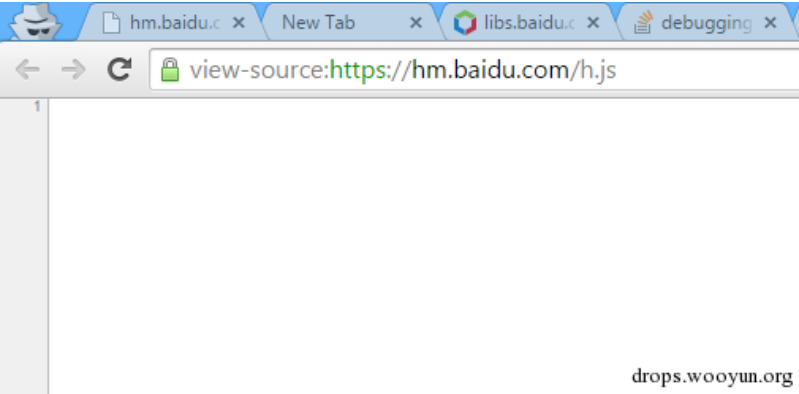 hm.baidu.c
New Tab
libs.baidu.c
debugging
view-source:https://hm.baidu.com/h.js
1
drops.wooyun.org